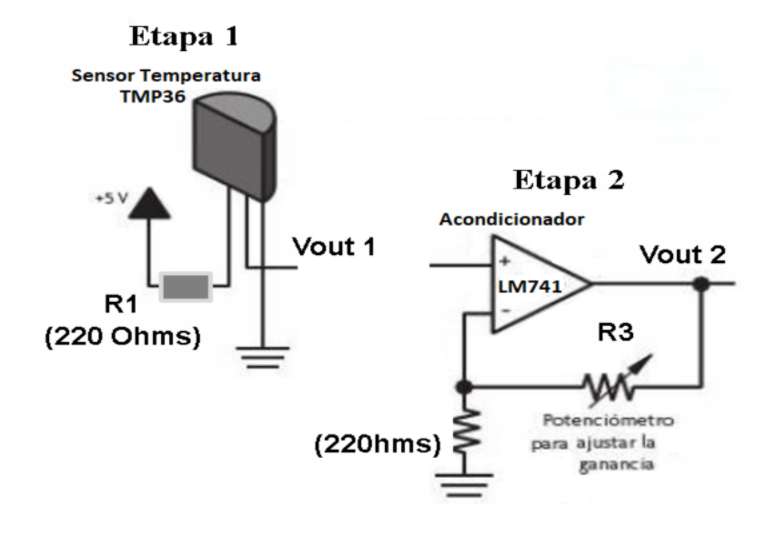 Etapa 1
Sensor Temperatura
TMP36
+5 V
Vout 1
R1
(220 Ohms)
Etapa 2
Acondicionador
+
LM741
-
Vout 2
R3
Potenciómetro
para ajustar la
ganancia
(220hms)